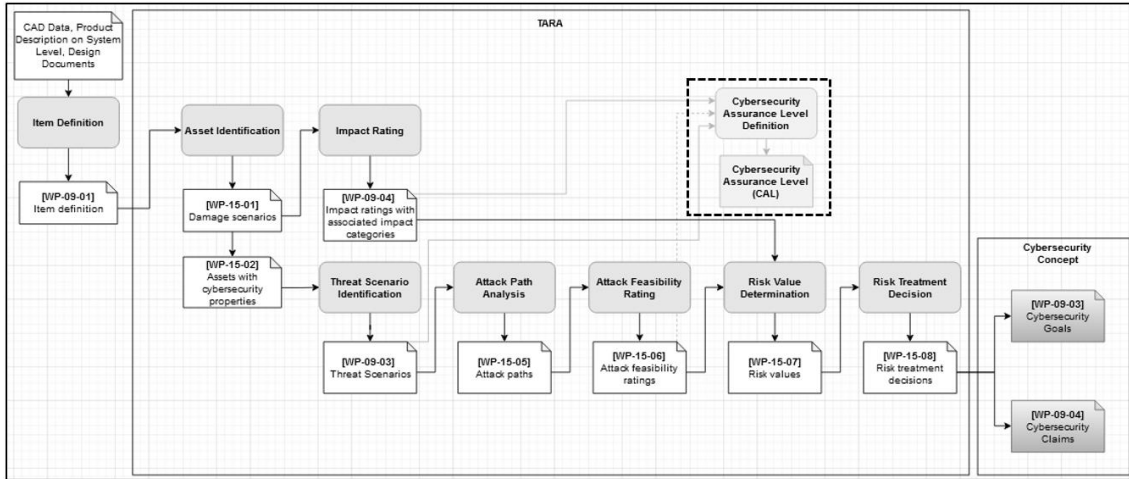 CAD Data, Product
Description on System
Level, Design
Documents
TARA
Item Definition
Asset Identification
Impact Rating
Cybersecurity
Assurance Level
Definition
[WP-09-01]
Item definition
[WP-15-01]
Damage scenarios
[WP-09-04]
Impact ratings with
associated impact
categories
Cybersecurity
Assurance Level
(CAL)
[WP-15-02]
Assets with
cybersecurity
properties
Threat Scenario
Identification
Attack Path
Analysis
Attack Feasibility
Rating
Risk Value
Determination
Risk Treatment
Decision
[WP-09-03]
Threat Scenarios
[WP-15-05]
Attack paths
[WP-15-06]
Attack feasibility
ratings
[WP-15-07]
Risk values
[WP-15-08]
Risk treatment
decisions
Cybersecurity
Concept
[WP-09-03]
Cybersecurity
Goals
[WP-09-04]
Cybersecurity
Claims